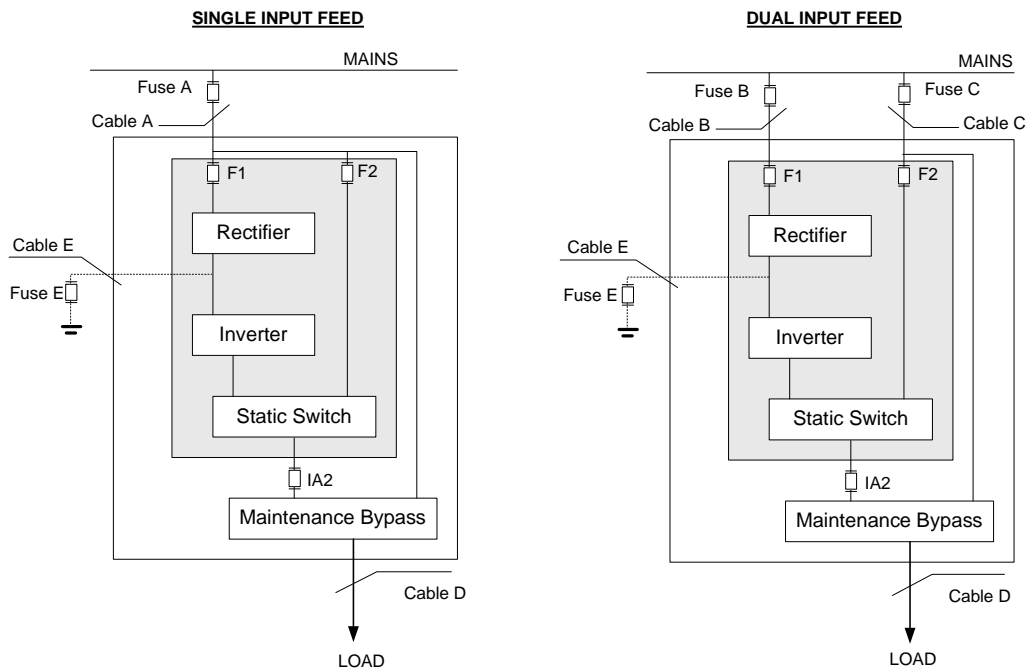 SINGLE INPUT FEED
MAINS
Fuse A
Cable A
F1
F2
Rectifier
Cable E
Fuse E
Inverter
Static Switch
IA2
Maintenance Bypass
Cable D
LOAD
DUAL INPUT FEED
MAINS
Fuse B
Fuse C
Cable B
Cable C
F1
F2
Rectifier
Cable E
Fuse E
Inverter
Static Switch
IA2
Maintenance Bypass
Cable D
LOAD